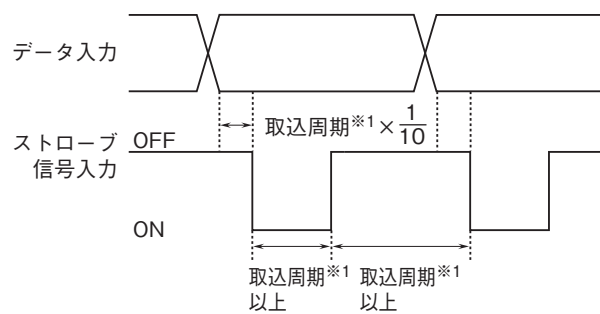 データ入力
取込周期※1×1/10
ストローブ
信号入力
OFF
ON
取込周期※1
以上
取込周期※1
以上